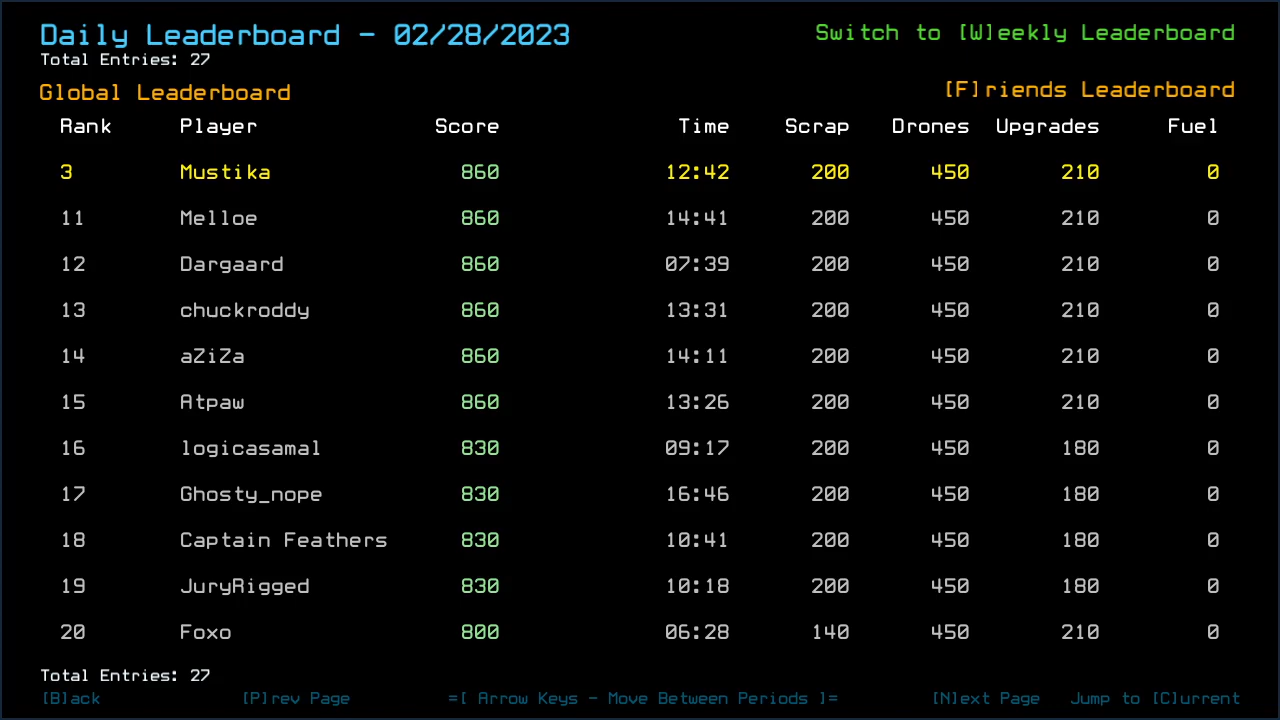 Daily Leaderboard - 02/28/2023 Switch to [W]eekly Leaderboard
Total Entries: 27
Global Leaderboard [F]riends Leaderboard
Rank Player Score Time Scrap Drones Upgrades Fuel
3 Mustika 860 12:42 200 450 210 0
11 Melloe 860 14:41 200 450 210 0
12 Dargaard 860 07:39 200 450 210 0
13 chuckroddy 860 13:31 200 450 210 0
14 aZiZa 860 14:11 200 450 210 0
15 Atpaw 860 13:26 200 450 210 0
16 logicasamal 830 09:17 200 450 180 0
17 Ghosty_nope 830 16:46 200 450 180 0
18 Captain Feathers 830 10:41 200 450 180 0
19 JuryRigged 830 10:18 200 450 180 0
20 Foxo 800 06:28 140 450 210 0
Total Entries: 27
[B]ack [P]rev Page =[ Arrow Keys - Move Between Periods ]= [N]ext Page Jump to [C]urrent